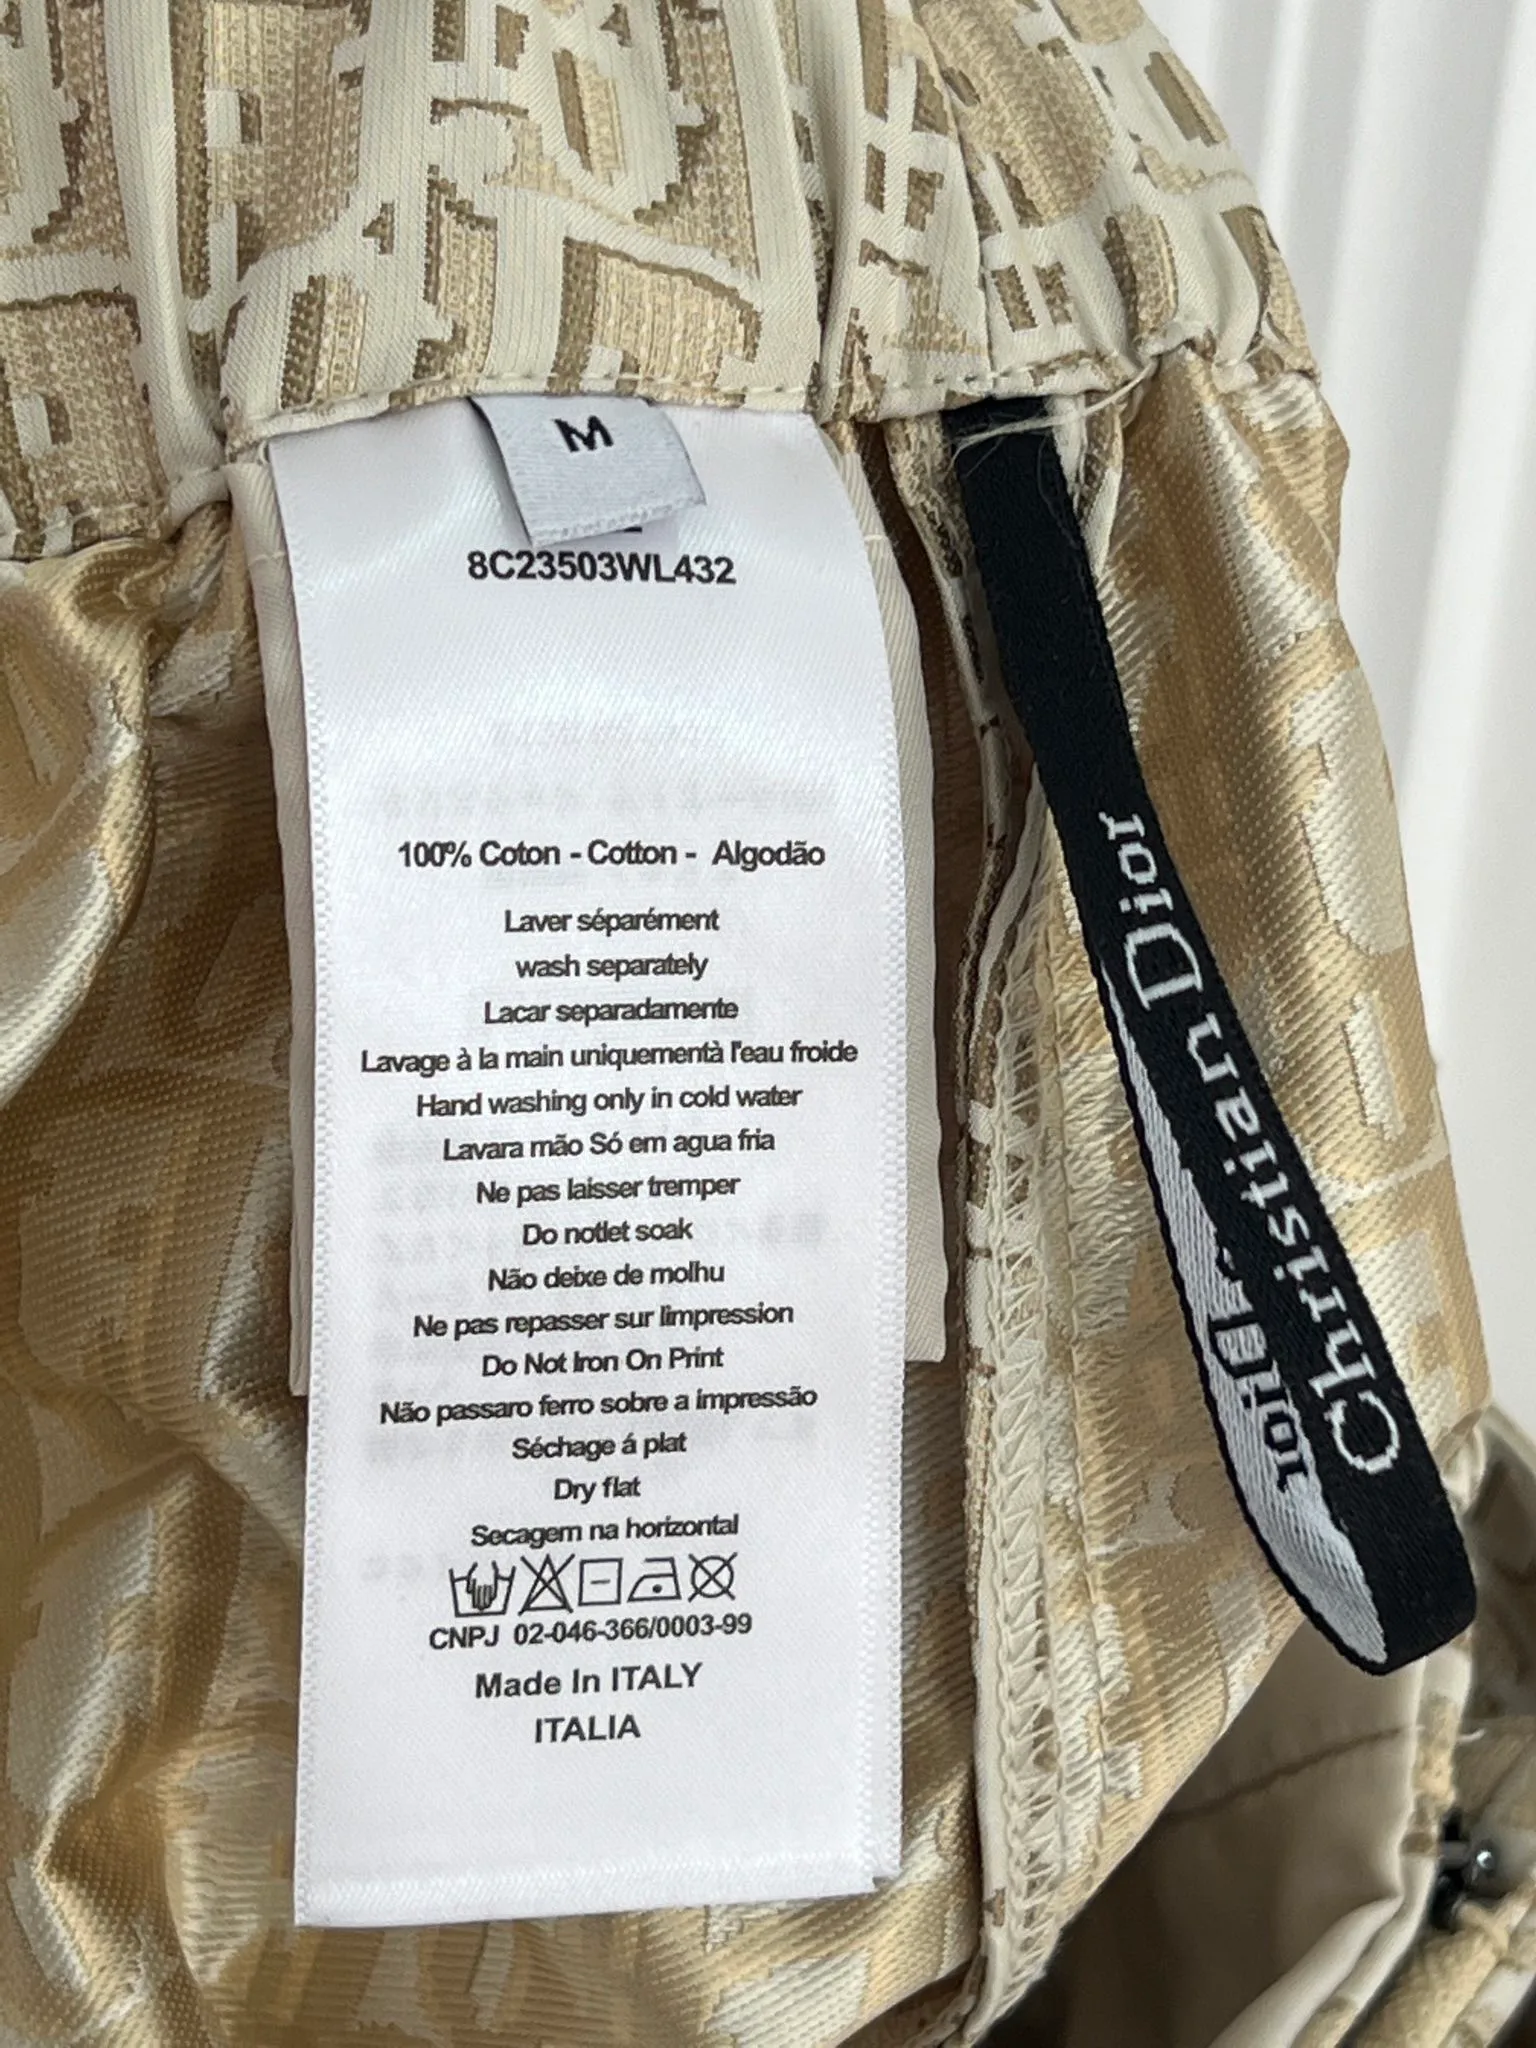 M
8C23503WL432
100% Coton - Cotton - Algodão
Laver séparément
wash separately
Lacar separadamente
Lavage à la main uniquementà l'eau froide
Hand washing only in cold water
Lavara mão Só em agua fria
Ne pas laisser tremper
Do notlet soak
Não deixe de molhu
Ne pas repasser sur limpression
Do Not Iron On Print
Não passaro ferro sobre a impressão
Séchage á plat
Dry flat
Secagem na horizontal
CNPJ 02-046-366/0003-99
Made In ITALY
ITALIA
Christian Dior